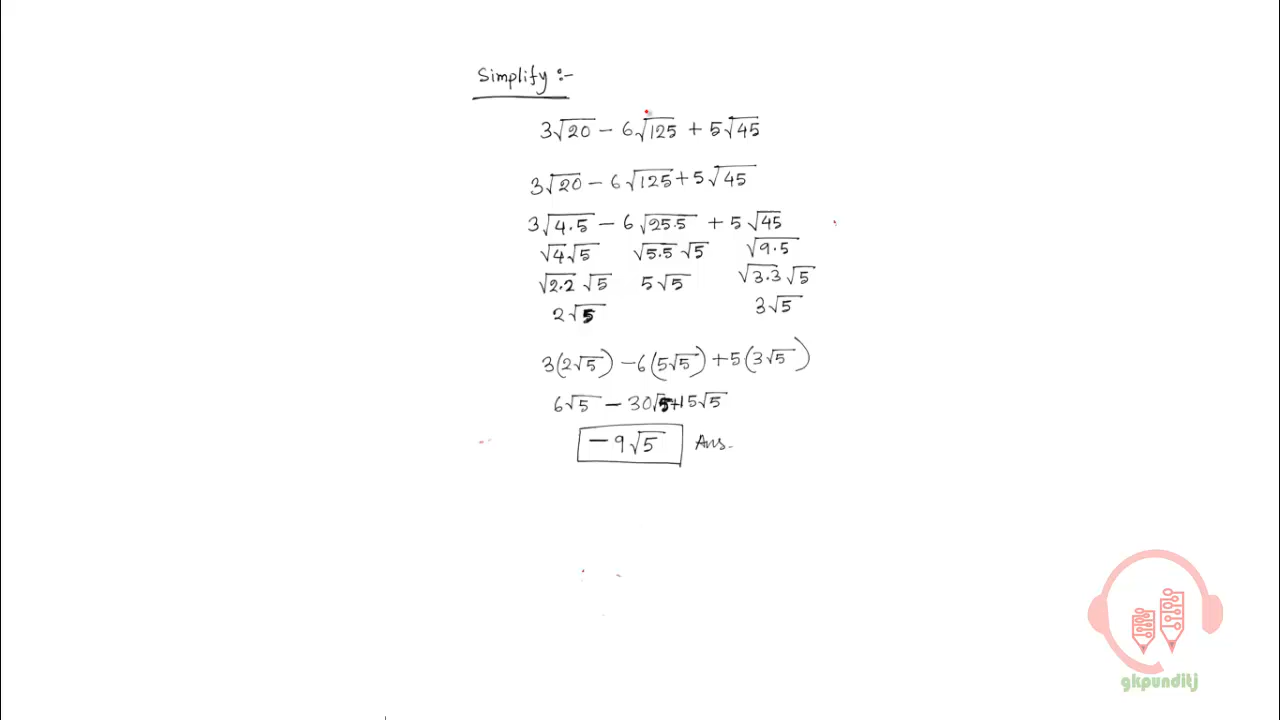 Simplify :-
3√20 - 6√125 + 5√45
3√20 - 6√125 + 5√45
3√4.5 - 6√25.5 + 5√45
√4√5 √5.5 √5 √9.5
√2.2 √5 5√5 √3.3 √5
2√5 3√5
3(2√5) - 6(5√5) + 5(3√5)
6√5 - 30√5+15√5
-9√5 Ans.
gkpunditj